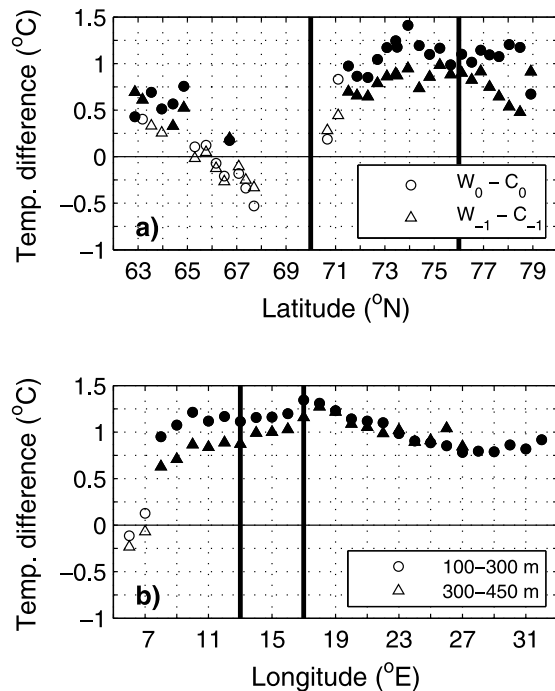 Temp. difference (°C)
1.5
1
0.5
0
−0.5
−1
a)
W0 − C0
W−1 − C−1
63 65 67 69 71 73 75 77 79
Latitude (°N)
Temp. difference (°C)
1.5
1
0.5
0
−0.5
−1
b)
100−300 m
300−450 m
7 11 15 19 23 27 31
Longitude (°E)